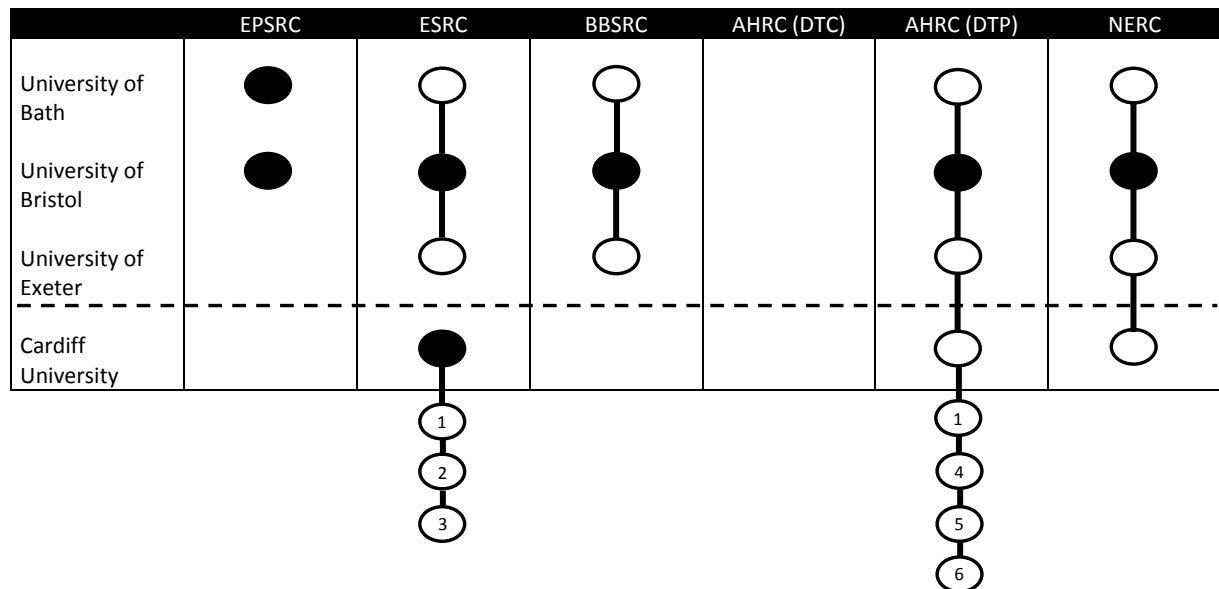 EPSRC ESRC BBSRC AHRC (DTC) AHRC (DTP) NERC
University of
Bath
University of
Bristol
University of
Exeter
Cardiff
University
1 1
2 4
3 5
6